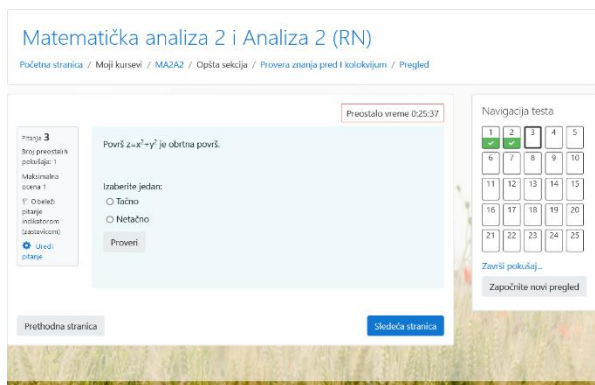 Matematička analiza 2 i Analiza 2 (RN)
Početna stranica / Moji kursevi / MA2A2 / Opšta sekcija / Provera znanja pred I kolokvijum / Pregled
Preostalo vreme 0:25:37
Pitanje 3
Broj preostalih
pokušaja: 1
Maksimalna
ocena 1
Obeleži
pitanje
indikatorom
(zastavicom)
Uredi
pitanje
Površ z=x²+y² je obrtna površ.
Izaberite jedan:
Tačno
Netačno
Proveri
Prethodna stranica
Sledeća stranica
Navigacija testa
1 2 3 4 5
6 7 8 9 10
11 12 13 14 15
16 17 18 19 20
21 22 23 24 25
Završi pokušaj...
Započnite novi pregled